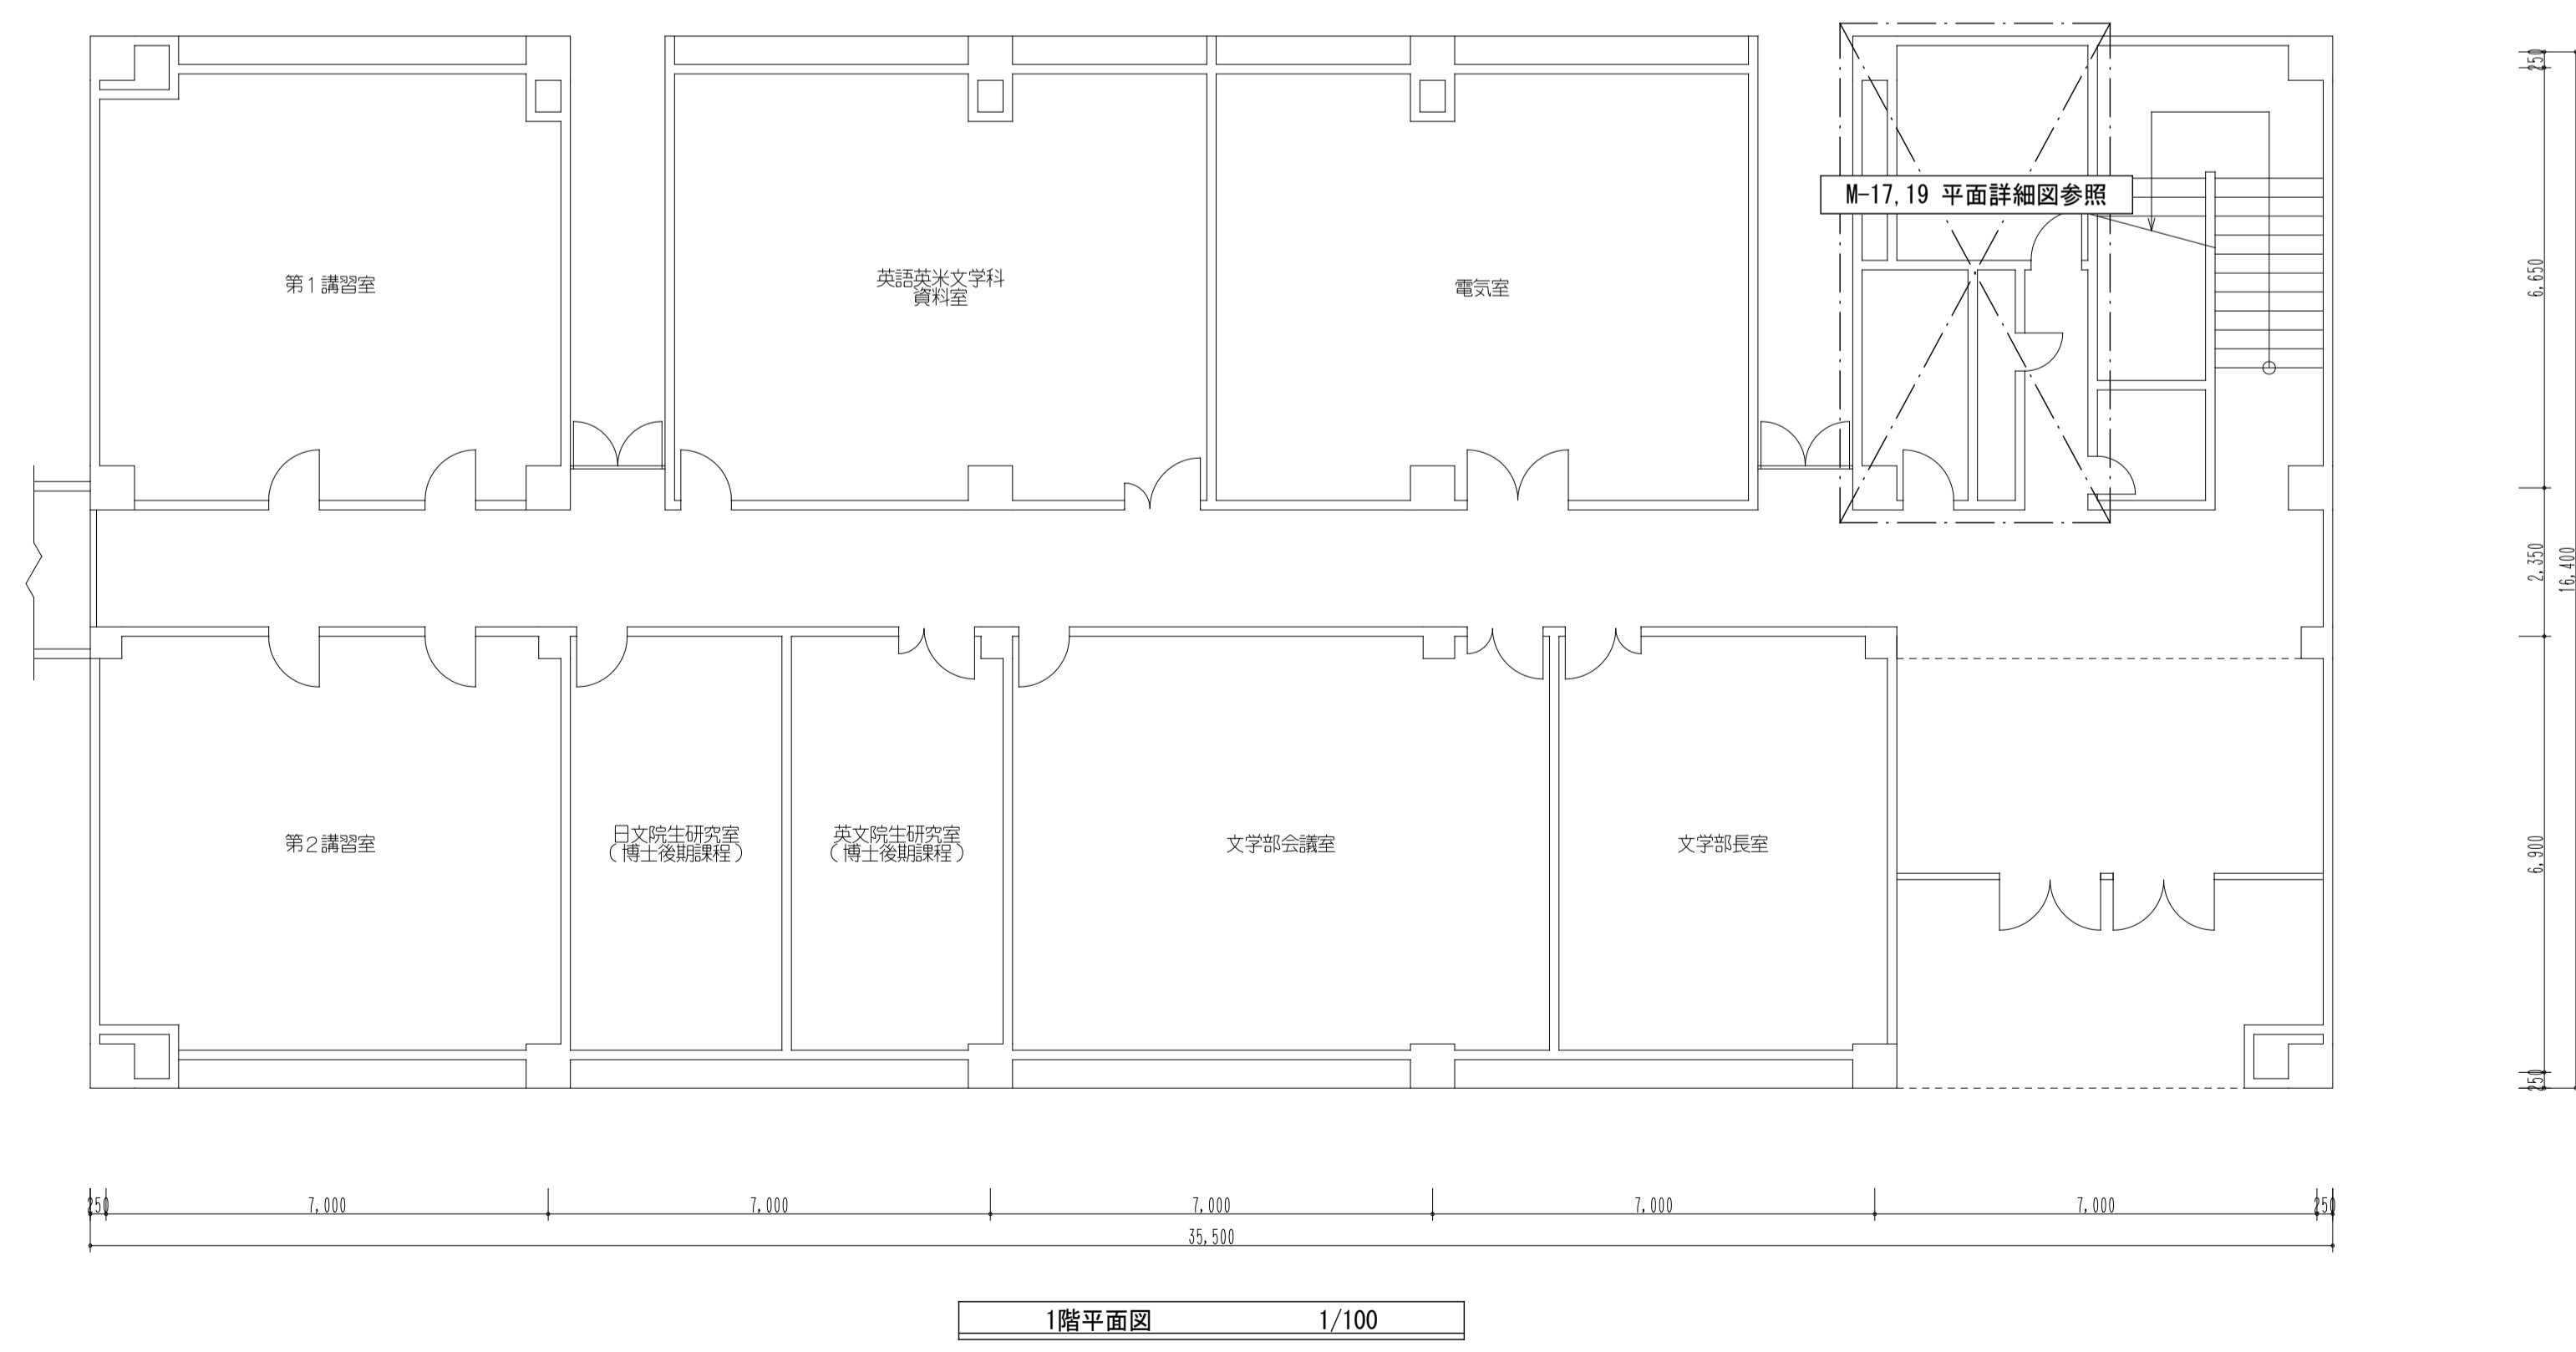 M-17,19 平面詳細図参照
第1講習室
英語英米文学科
資料室
電気室
第2講習室
日文院生研究室
(博士後期課程)
英文院生研究室
(博士後期課程)
文学部会議室
文学部長室
250
6,650
2,350
16,400
6,900
250
250
7,000
7,000
7,000
7,000
7,000
250
35,500
1階平面図 1/100